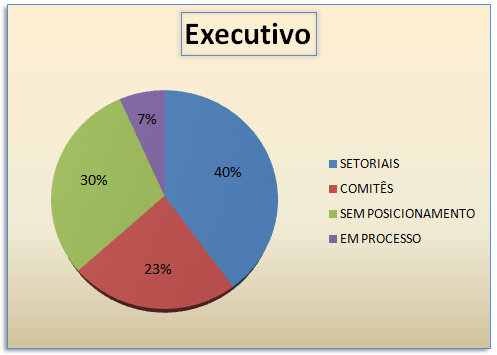 Executivo
7%
40%
30%
23%
SETORIAIS
COMITÊS
SEM POSICIONAMENTO
EM PROCESSO